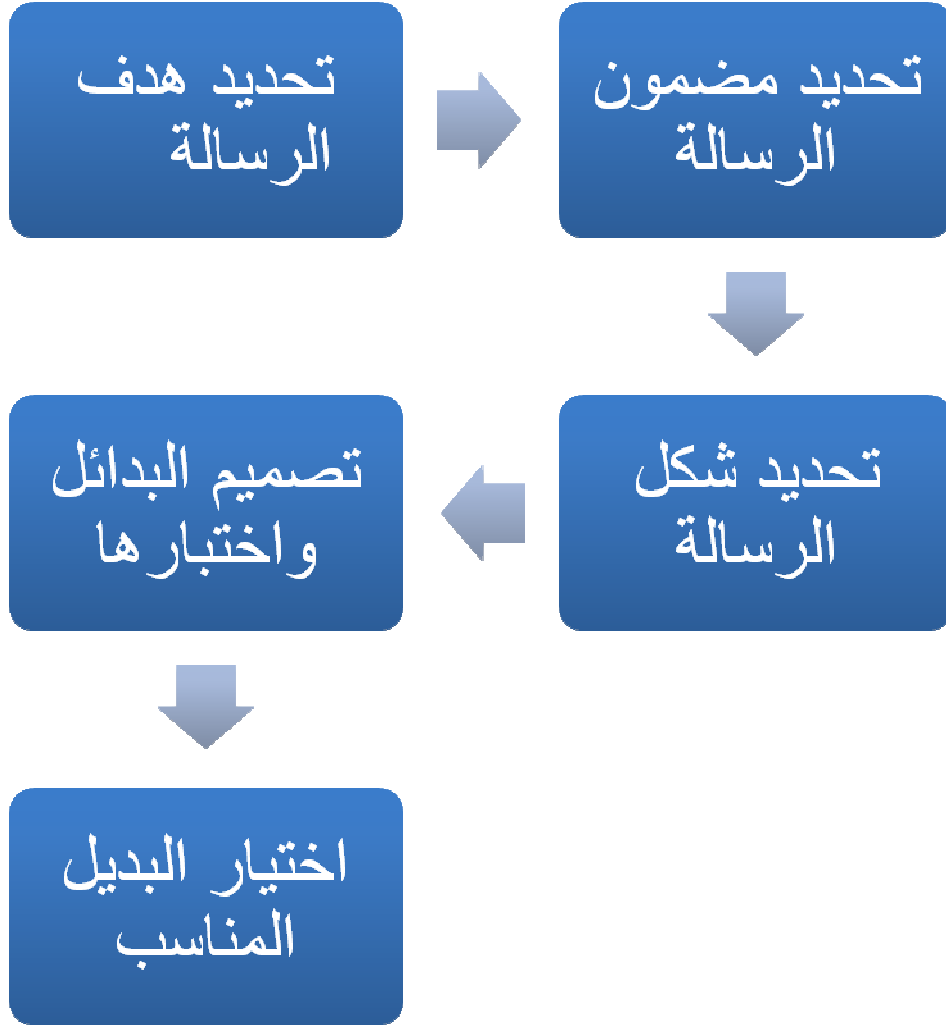 تحديد هدف
الرسالة
تحديد مضمون
الرسالة
تحديد شكل
الرسالة
تصميم البدائل
واختبارها
اختيار البديل
المناسب